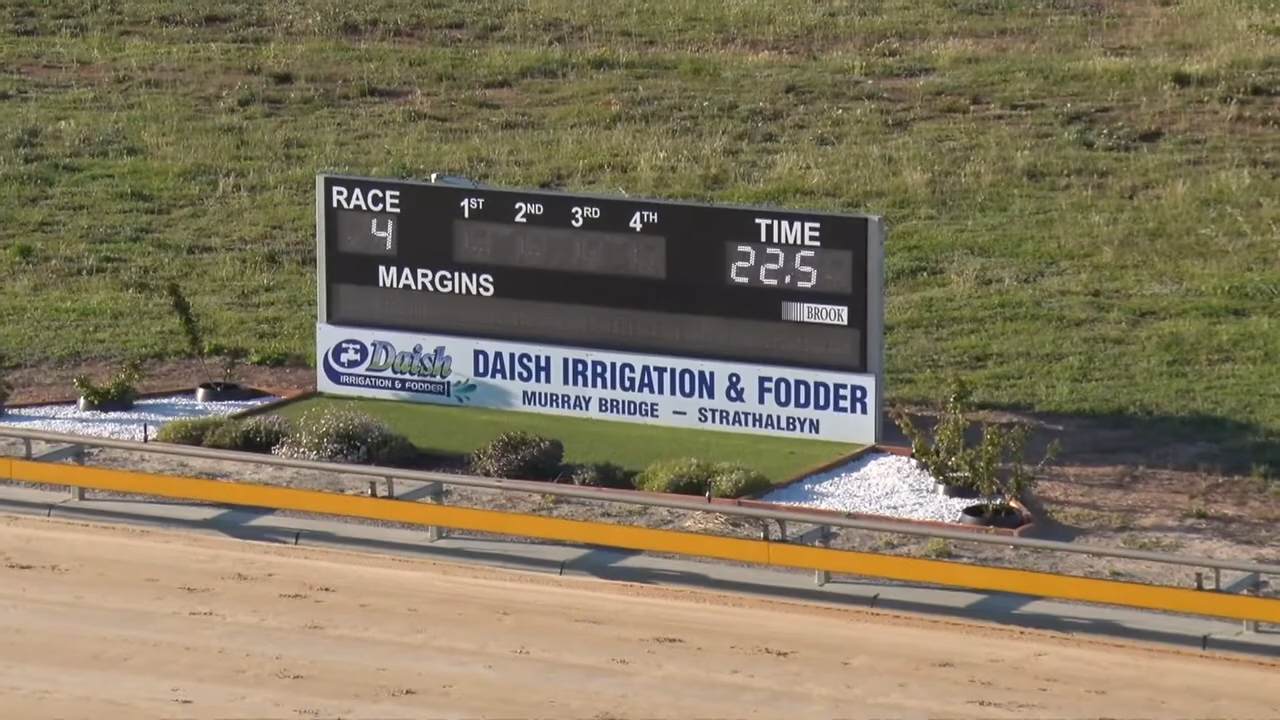 RACE 1ST 2ND 3RD 4TH TIME
4 22.5
MARGINS
BROOK
Daish
IRRIGATION & FODDER
DAISH IRRIGATION & FODDER
MURRAY BRIDGE — STRATHALBYN